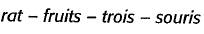 rat – fruits – trois – souris